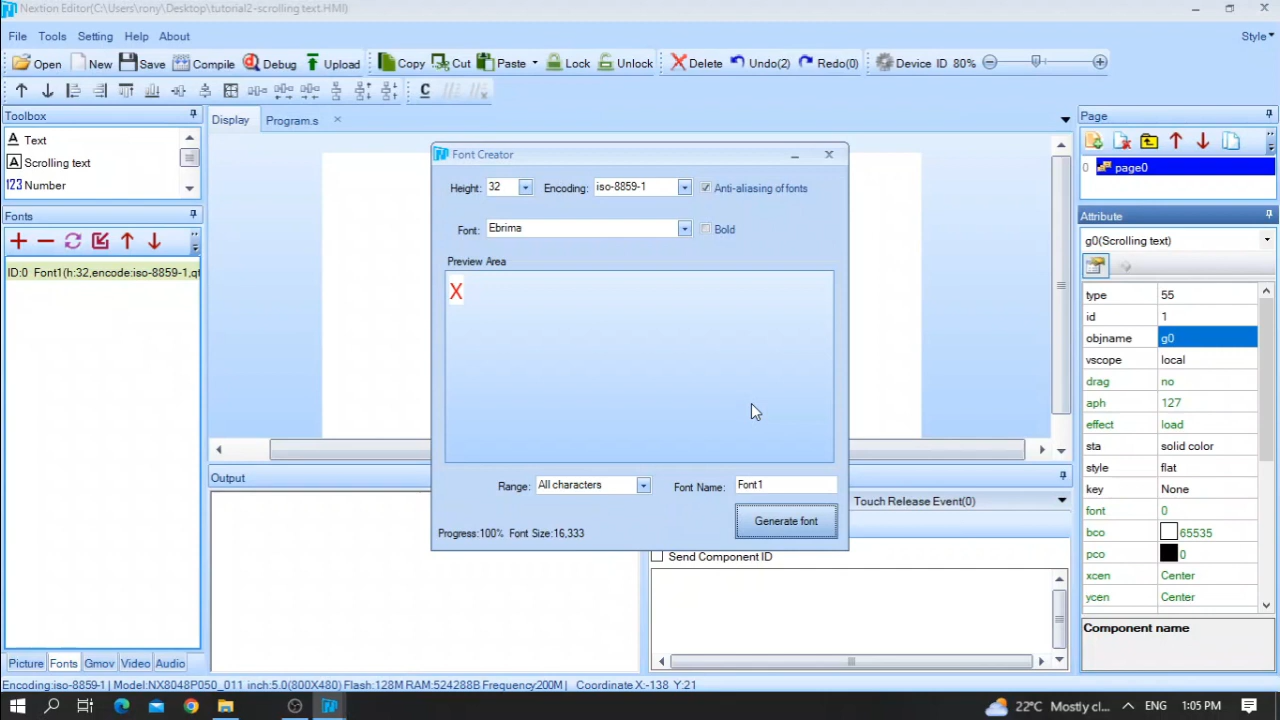 Nextion Editor(C:\Users\rony\Desktop\tutorial2-scrolling text.HMI)
File Tools Setting Help About Style
Open New Save Compile Debug Upload Copy Cut Paste Lock Unlock Delete Undo(2) Redo(0) Device ID 80%
Toolbox
Text
Scrolling text
123 Number
Fonts
ID:0 Font1(h:32,encode:iso-8859-1,qt
Picture Fonts Gmov Video Audio
Display Program.s
Font Creator
Height: 32 Encoding: iso-8859-1 Anti-aliasing of fonts
Font: Ebrima Bold
Preview Area
X
Range: All characters Font Name: Font1
Generate font
Progress:100% Font Size:16,333
Output
Touch Release Event(0)
Send Component ID
Page
0 page0
Attribute
g0(Scrolling text)
type 55
id 1
objname g0
vscope local
drag no
aph 127
effect load
sta solid color
style flat
key None
font 0
bco 65535
pco 0
xcen Center
ycen Center
Component name
Encoding:iso-8859-1 | Model:NX8048P050_011 inch:5.0(800X480) Flash:128M RAM:524288B Frequency:200M | Coordinate X:-138 Y:21
22°C Mostly cl... ENG 1:05 PM